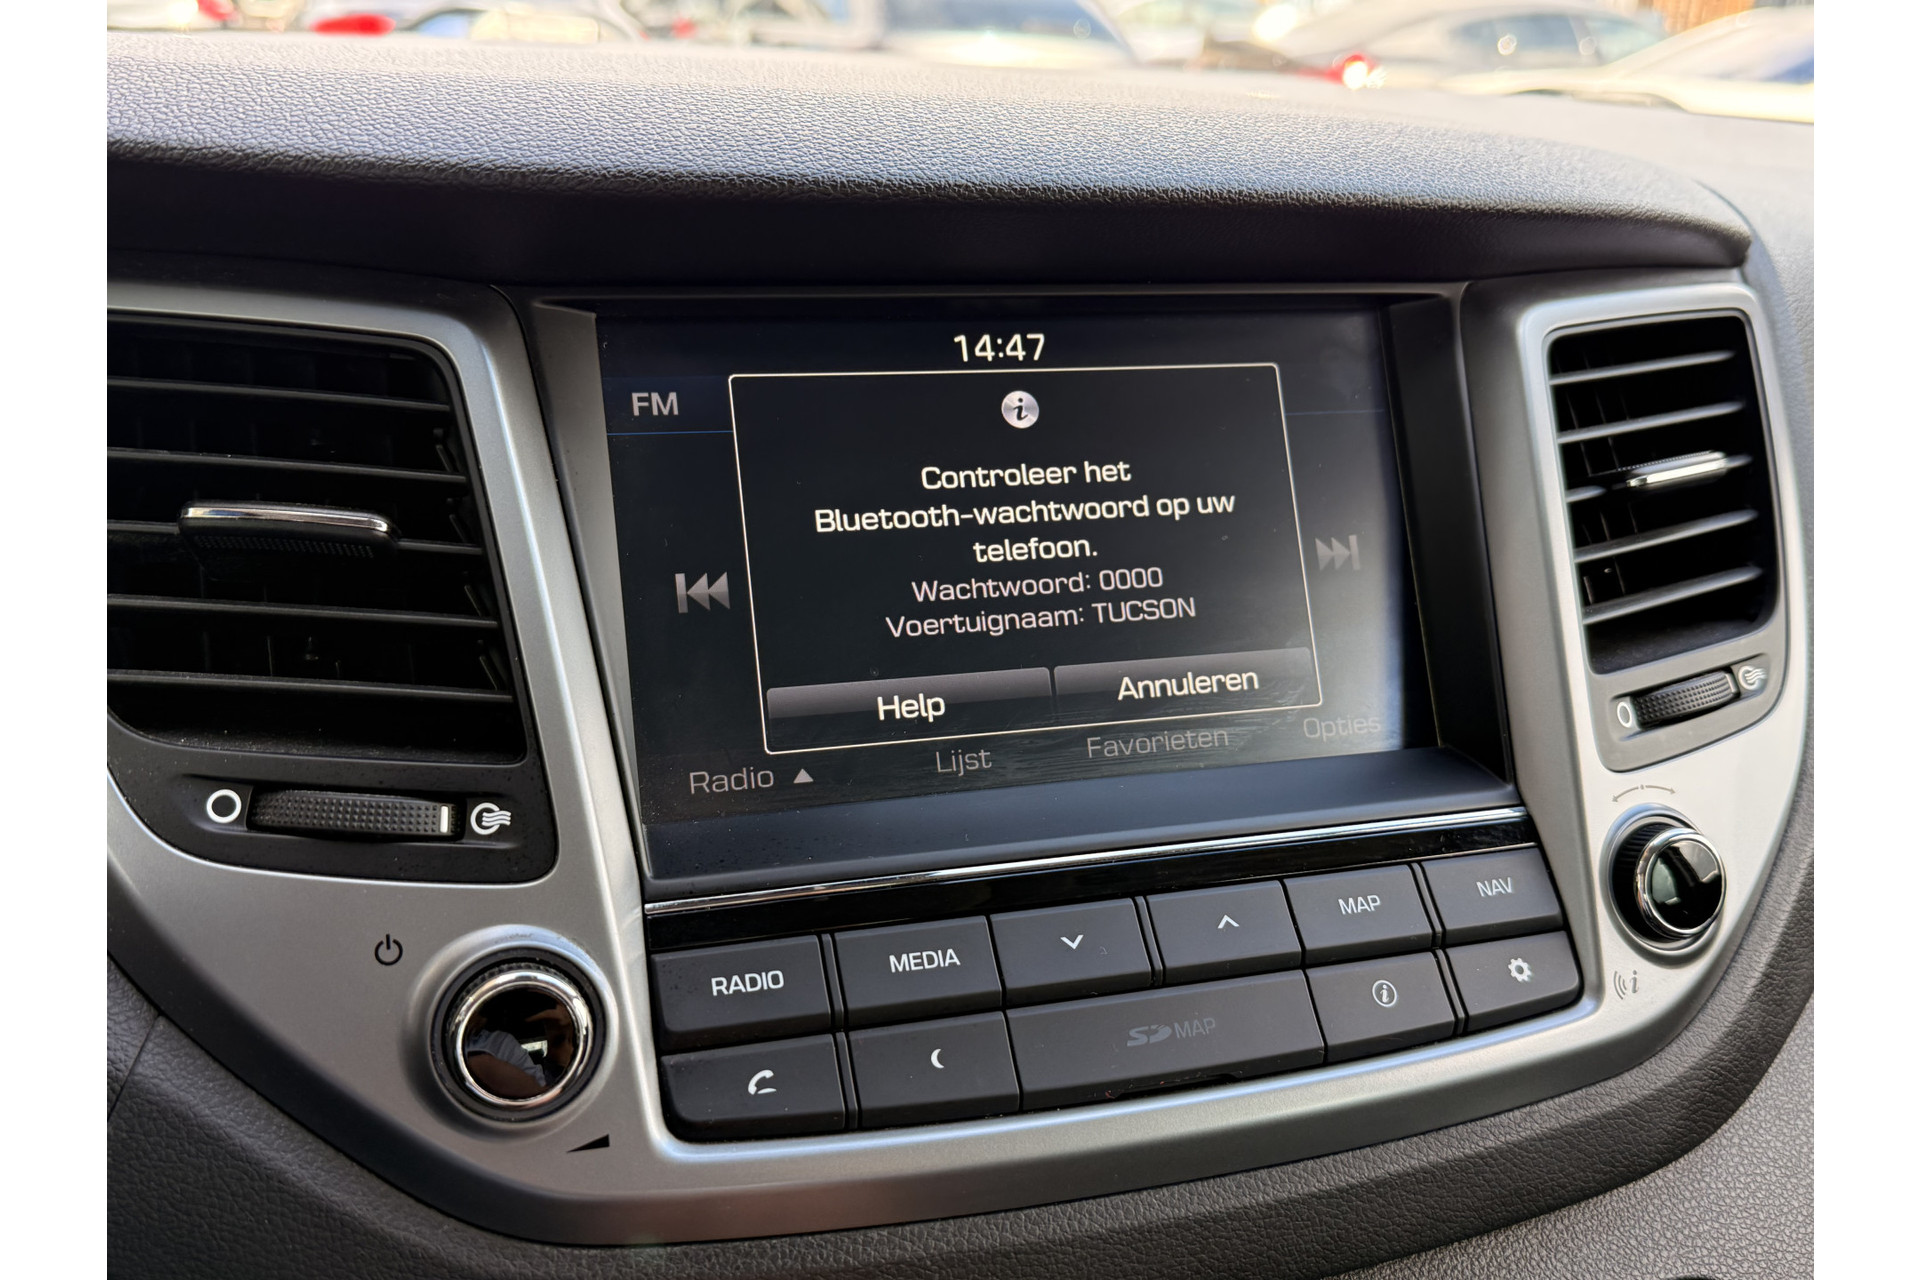 14:47
FM
i
Controleer het
Bluetooth-wachtwoord op uw
telefoon.
Wachtwoord: 0000
Voertuignaam: TUCSON
Help
Annuleren
Radio ▲
Lijst
Favorieten
Opties
RADIO
MEDIA
MAP
NAV
SD MAP
i
i